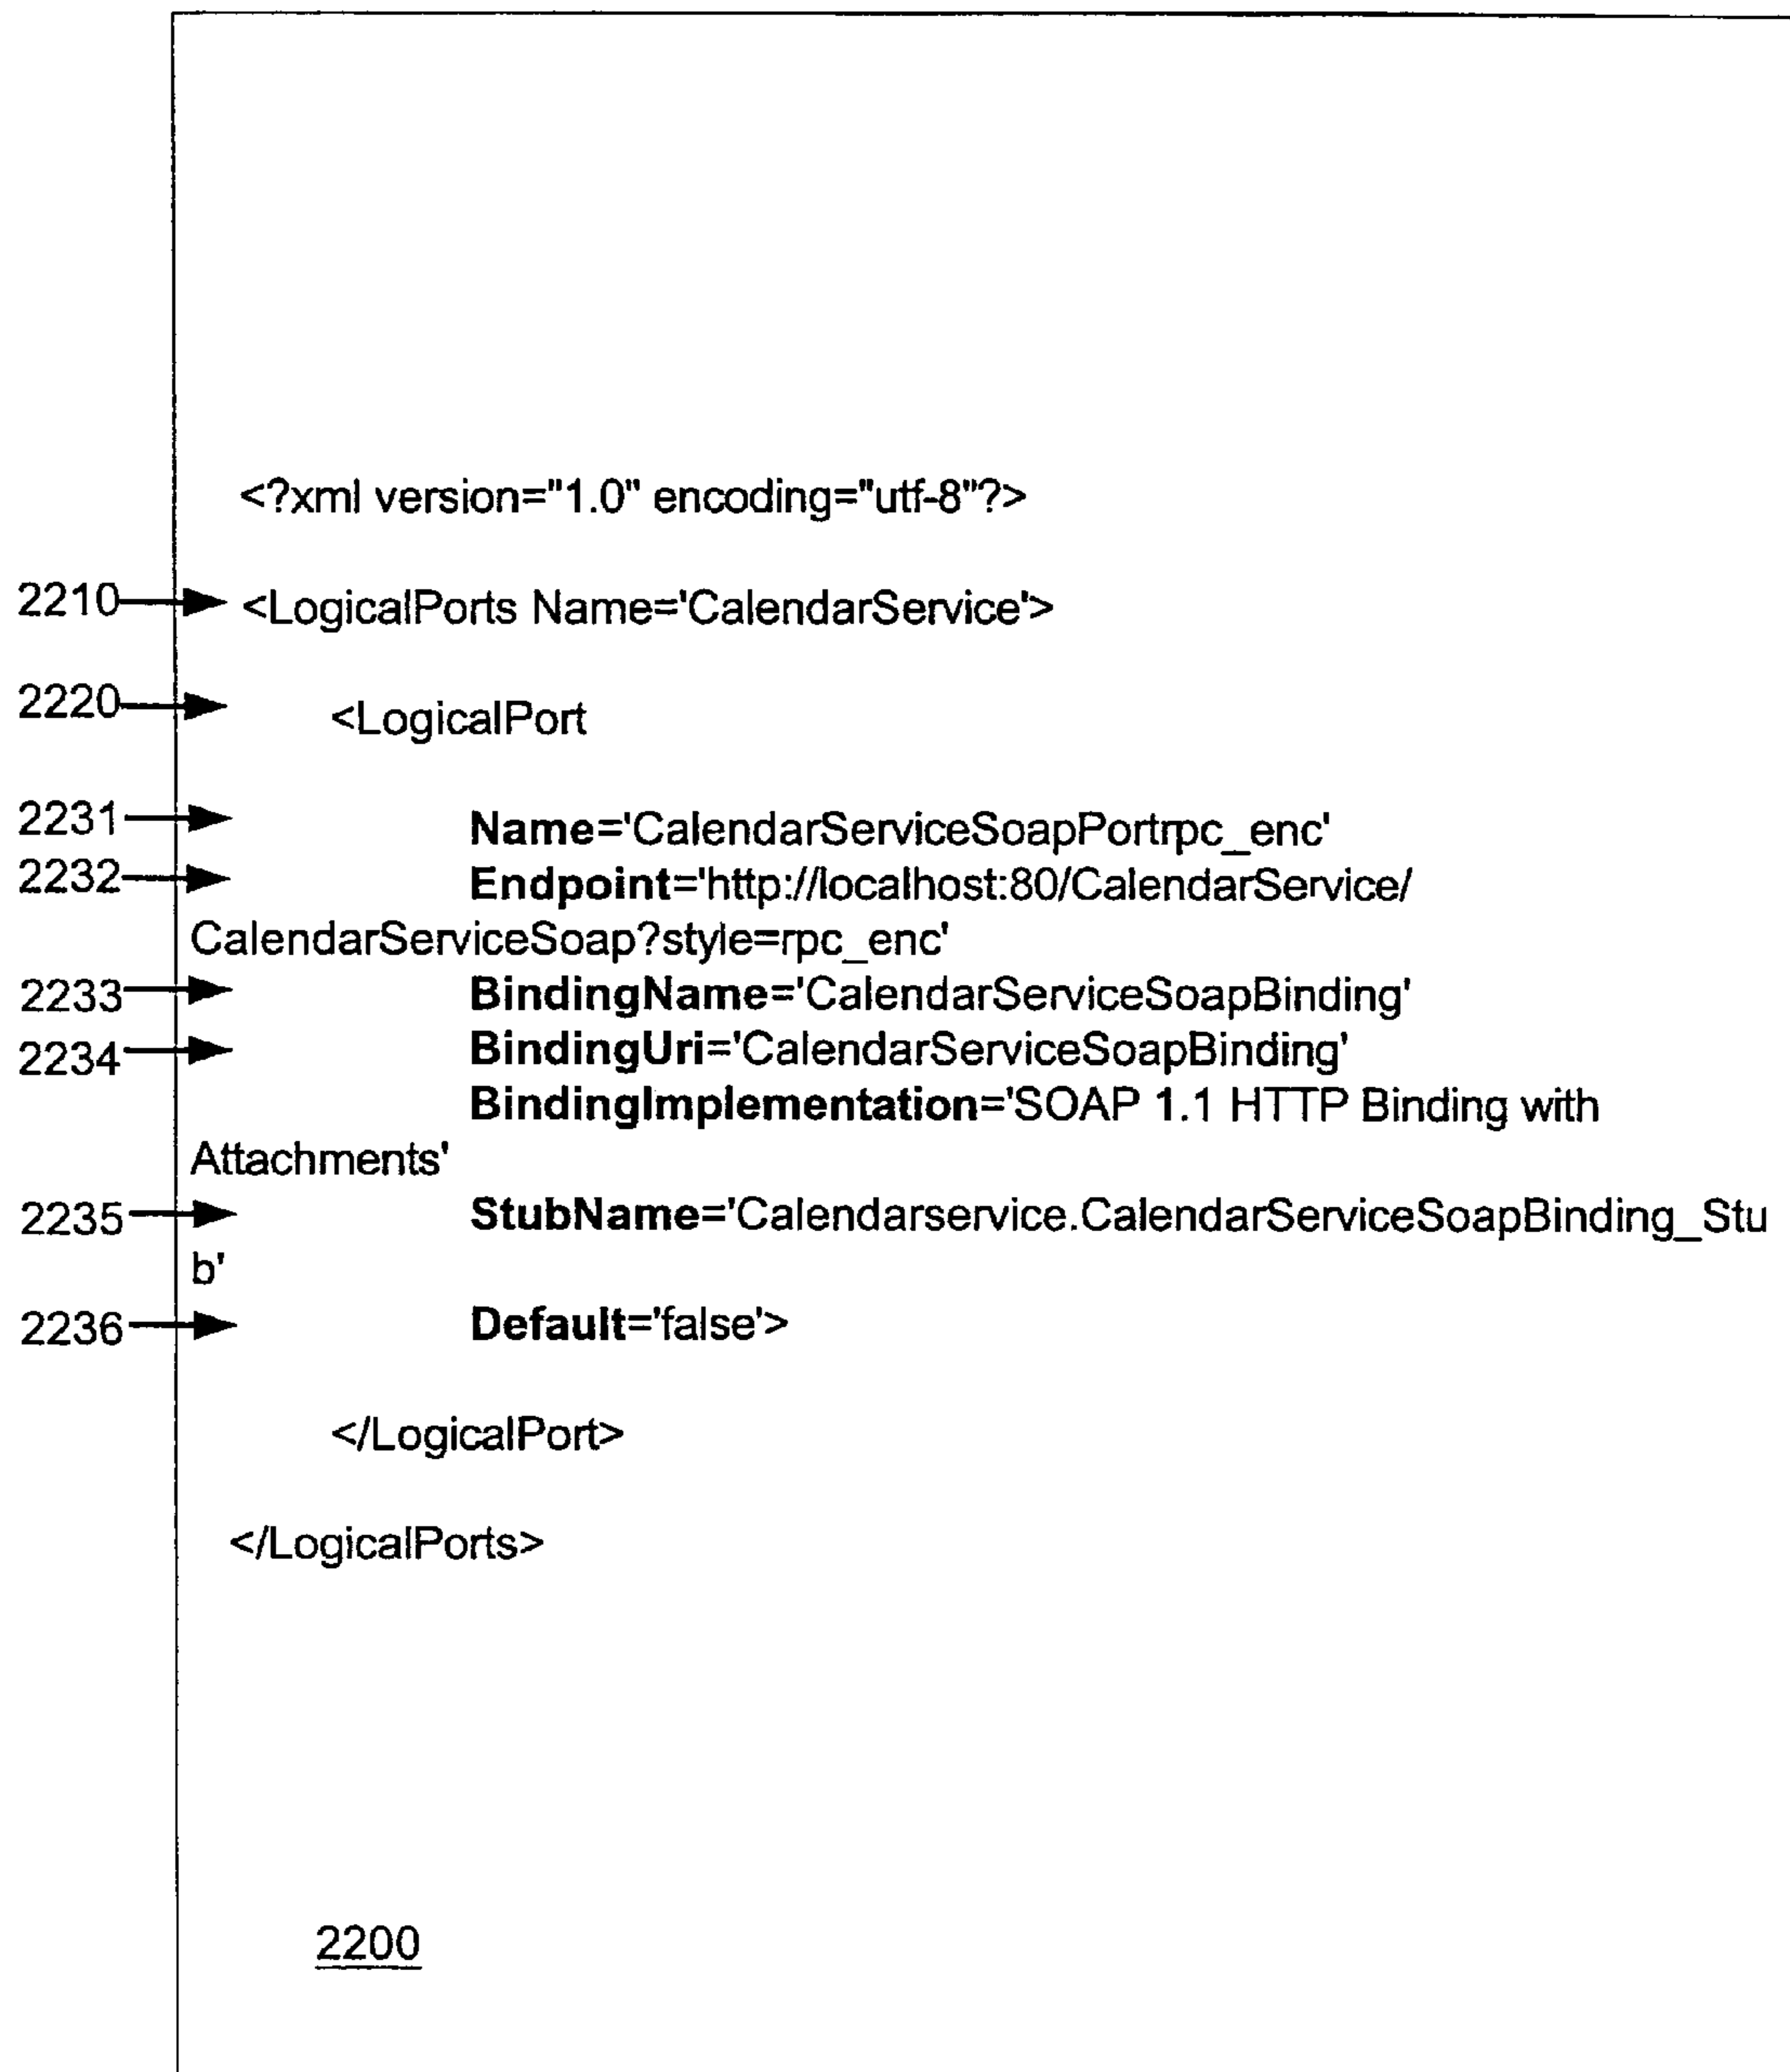 <?xml version="1.0" encoding="utf-8"?>
2210 <LogicalPorts Name='CalendarService'>
2220 <LogicalPort
2231 Name='CalendarServiceSoapPortrpc_enc'
2232 Endpoint='http://localhost:80/CalendarService/
CalendarServiceSoap?style=rpc_enc'
2233 BindingName='CalendarServiceSoapBinding'
2234 BindingUri='CalendarServiceSoapBinding'
BindingImplementation='SOAP 1.1 HTTP Binding with
Attachments'
2235 StubName='Calendarservice.CalendarServiceSoapBinding_Stu
b'
2236 Default='false'>
</LogicalPort>
</LogicalPorts>
2200